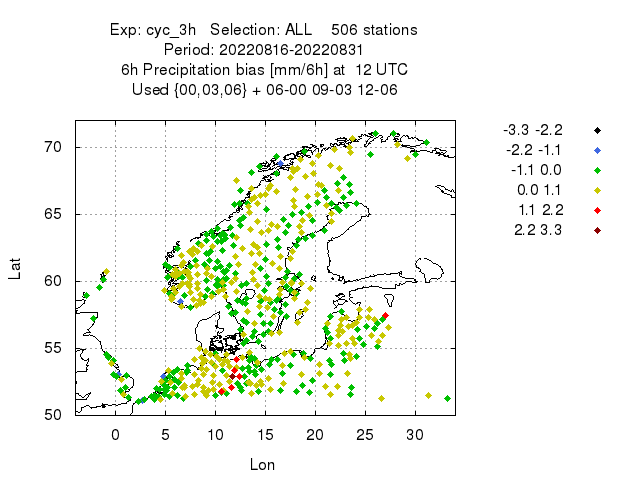 Exp: cyc_3h Selection: ALL 506 stations
Period: 20220816-20220831
6h Precipitation bias [mm/6h] at 12 UTC
Used {00,03,06} + 06-00 09-03 12-06
-3.3 -2.2
-2.2 -1.1
-1.1 0.0
0.0 1.1
1.1 2.2
2.2 3.3
70
65
60
55
50
Lat
0 5 10 15 20 25 30
Lon